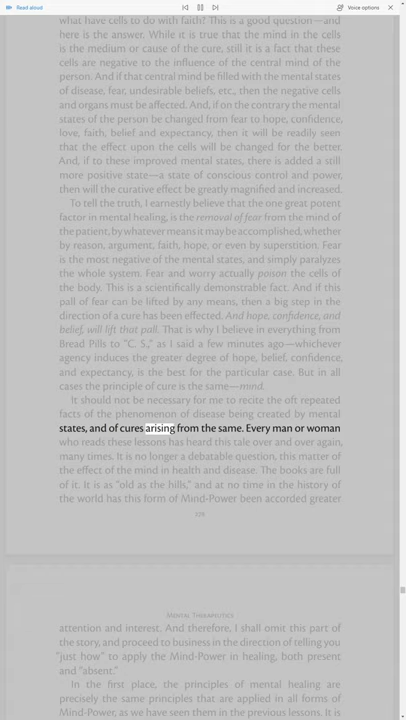 Read aloud
Voice options
what have cells to do with faith? This is a good question—and
here is the answer. While it is true that the mind in the cells
is the medium or cause of the cure, still it is a fact that these
cells are negative to the influence of the central mind of the
person. And if that central mind be filled with the mental states
of disease, fear, undesirable beliefs, etc., then the negative cells
and organs must be affected. And, if on the contrary the mental
states of the person be changed from fear to hope, confidence,
love, faith, belief and expectancy, then it will be readily seen
that the effect upon the cells will be changed for the better.
And, if to these improved mental states, there is added a still
more positive state—a state of conscious control and power,
then will the curative effect be greatly magnified and increased.
To tell the truth, I earnestly believe that the one great potent
factor in mental healing, is the removal of fear from the mind of
the patient, by whatever means it may be accomplished, whether
by reason, argument, faith, hope, or even by superstition. Fear
is the most negative of the mental states, and simply paralyzes
the whole system. Fear and worry actually poison the cells of
the body. This is a scientifically demonstrable fact. And if this
pall of fear can be lifted by any means, then a big step in the
direction of a cure has been effected. And hope, confidence, and
belief, will lift that pall. That is why I believe in everything from
Bread Pills to "C. S.," as I said a few minutes ago—whichever
agency induces the greater degree of hope, belief, confidence,
and expectancy, is the best for the particular case. But in all
cases the principle of cure is the same—mind.
It should not be necessary for me to recite the oft repeated
facts of the phenomenon of disease being created by mental
states, and of cures arising from the same. Every man or woman
who reads these lessons has heard this tale over and over again,
many times. It is no longer a debatable question, this matter of
the effect of the mind in health and disease. The books are full
of it. It is as "old as the hills," and at no time in the history of
the world has this form of Mind-Power been accorded greater
Mental Therapeutics
attention and interest. And therefore, I shall omit this part of
the story, and proceed to business in the direction of telling you
"just how" to apply the Mind-Power in healing, both present
and "absent."
In the first place, the principles of mental healing are
precisely the same principles that are applied in all forms of
Mind-Power, as we have seen them in the previous lessons. It is